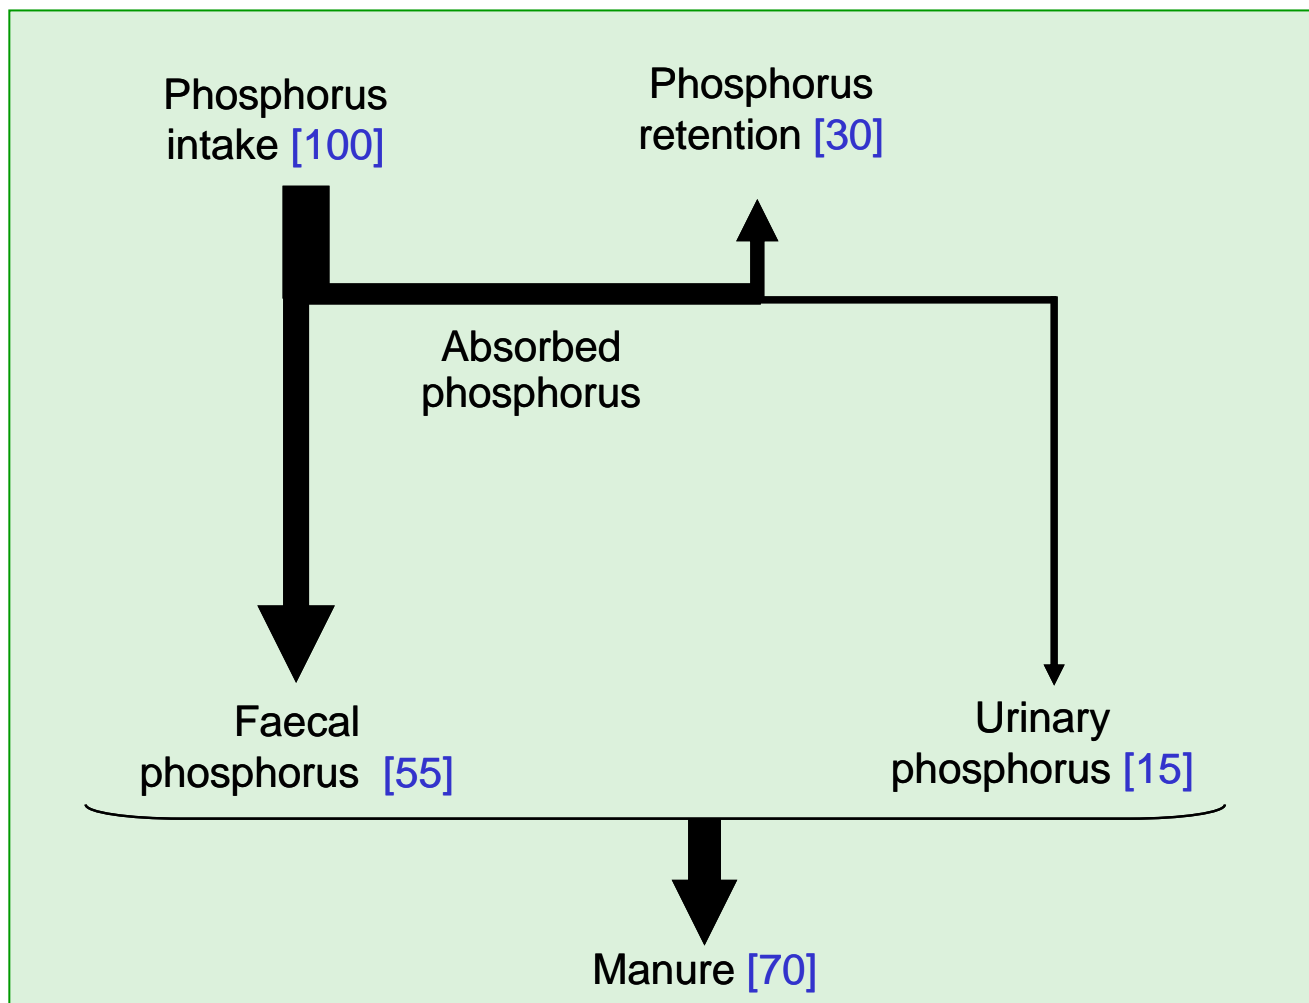 Phosphorus
intake [100]
Phosphorus
retention [30]
Absorbed
phosphorus
Faecal
phosphorus [55]
Urinary
phosphorus [15]
Manure [70]